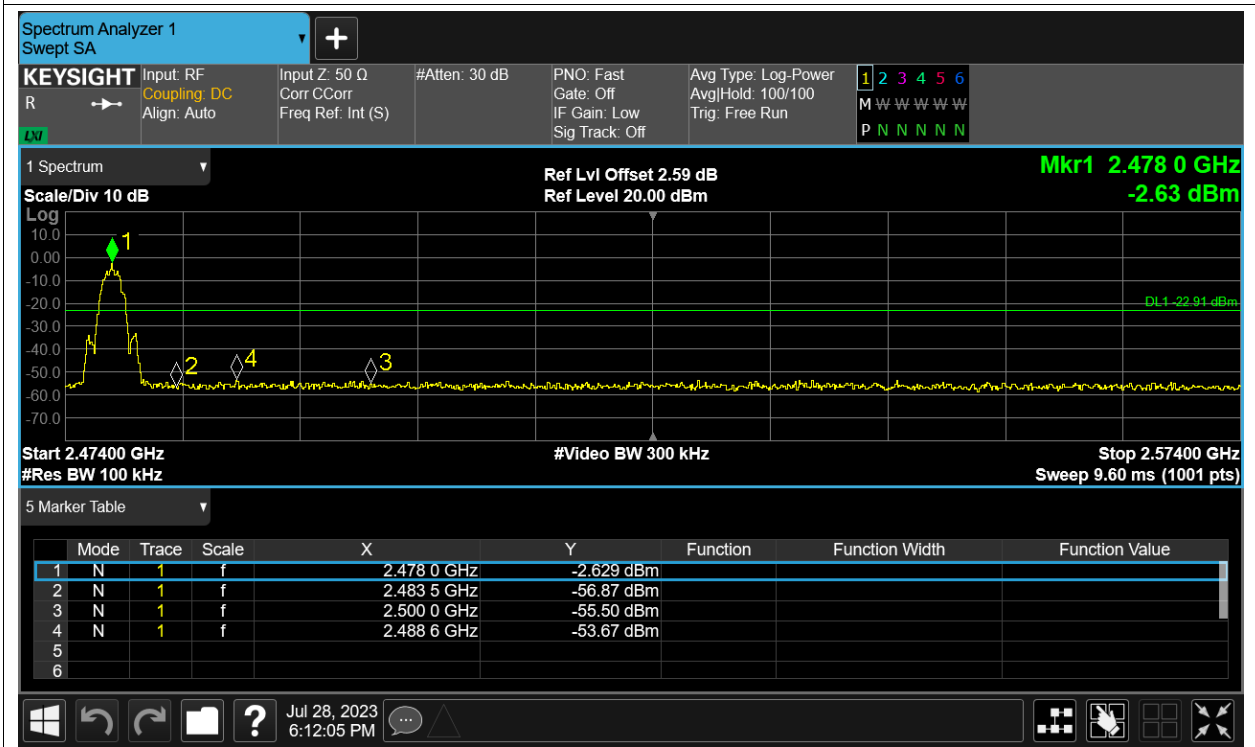 Spectrum Analyzer 1
Swept SA
+
KEYSIGHT Input: RF Input Z: 50 Ω #Atten: 30 dB PNO: Fast Avg Type: Log-Power 1 2 3 4 5 6
R Coupling: DC Corr CCorr Gate: Off Avg|Hold: 100/100 M W W W W W
Align: Auto Freq Ref: Int (S) IF Gain: Low Trig: Free Run
LXI Sig Track: Off P N N N N N
1 Spectrum Ref Lvl Offset 2.59 dB Mkr1 2.478 0 GHz
Scale/Div 10 dB Ref Level 20.00 dBm -2.63 dBm
Log
10.0
1
0.00
-10.0
-20.0 DL1 -22.91 dBm
-30.0
-40.0
2 4 3
-50.0
-60.0
-70.0
Start 2.47400 GHz #Video BW 300 kHz Stop 2.57400 GHz
#Res BW 100 kHz Sweep 9.60 ms (1001 pts)
5 Marker Table
Mode Trace Scale X Y Function Function Width Function Value
1 N 1 f 2.478 0 GHz -2.629 dBm
2 N 1 f 2.483 5 GHz -56.87 dBm
3 N 1 f 2.500 0 GHz -55.50 dBm
4 N 1 f 2.488 6 GHz -53.67 dBm
5
6
? Jul 28, 2023
6:12:05 PM